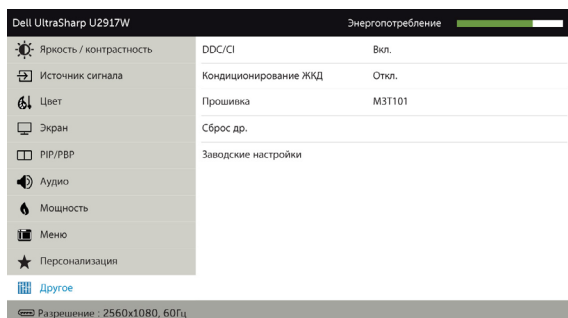 Dell UltraSharp U2917W Энергопотребление
Яркость / контрастность DDC/CI Вкл.
Источник сигнала Кондиционирование ЖКД Откл.
Цвет Прошивка M3T101
Экран Сброс др.
PIP/PBP Заводские настройки
Аудио
Мощность
Меню
Персонализация
Другое
Разрешение : 2560x1080, 60Гц